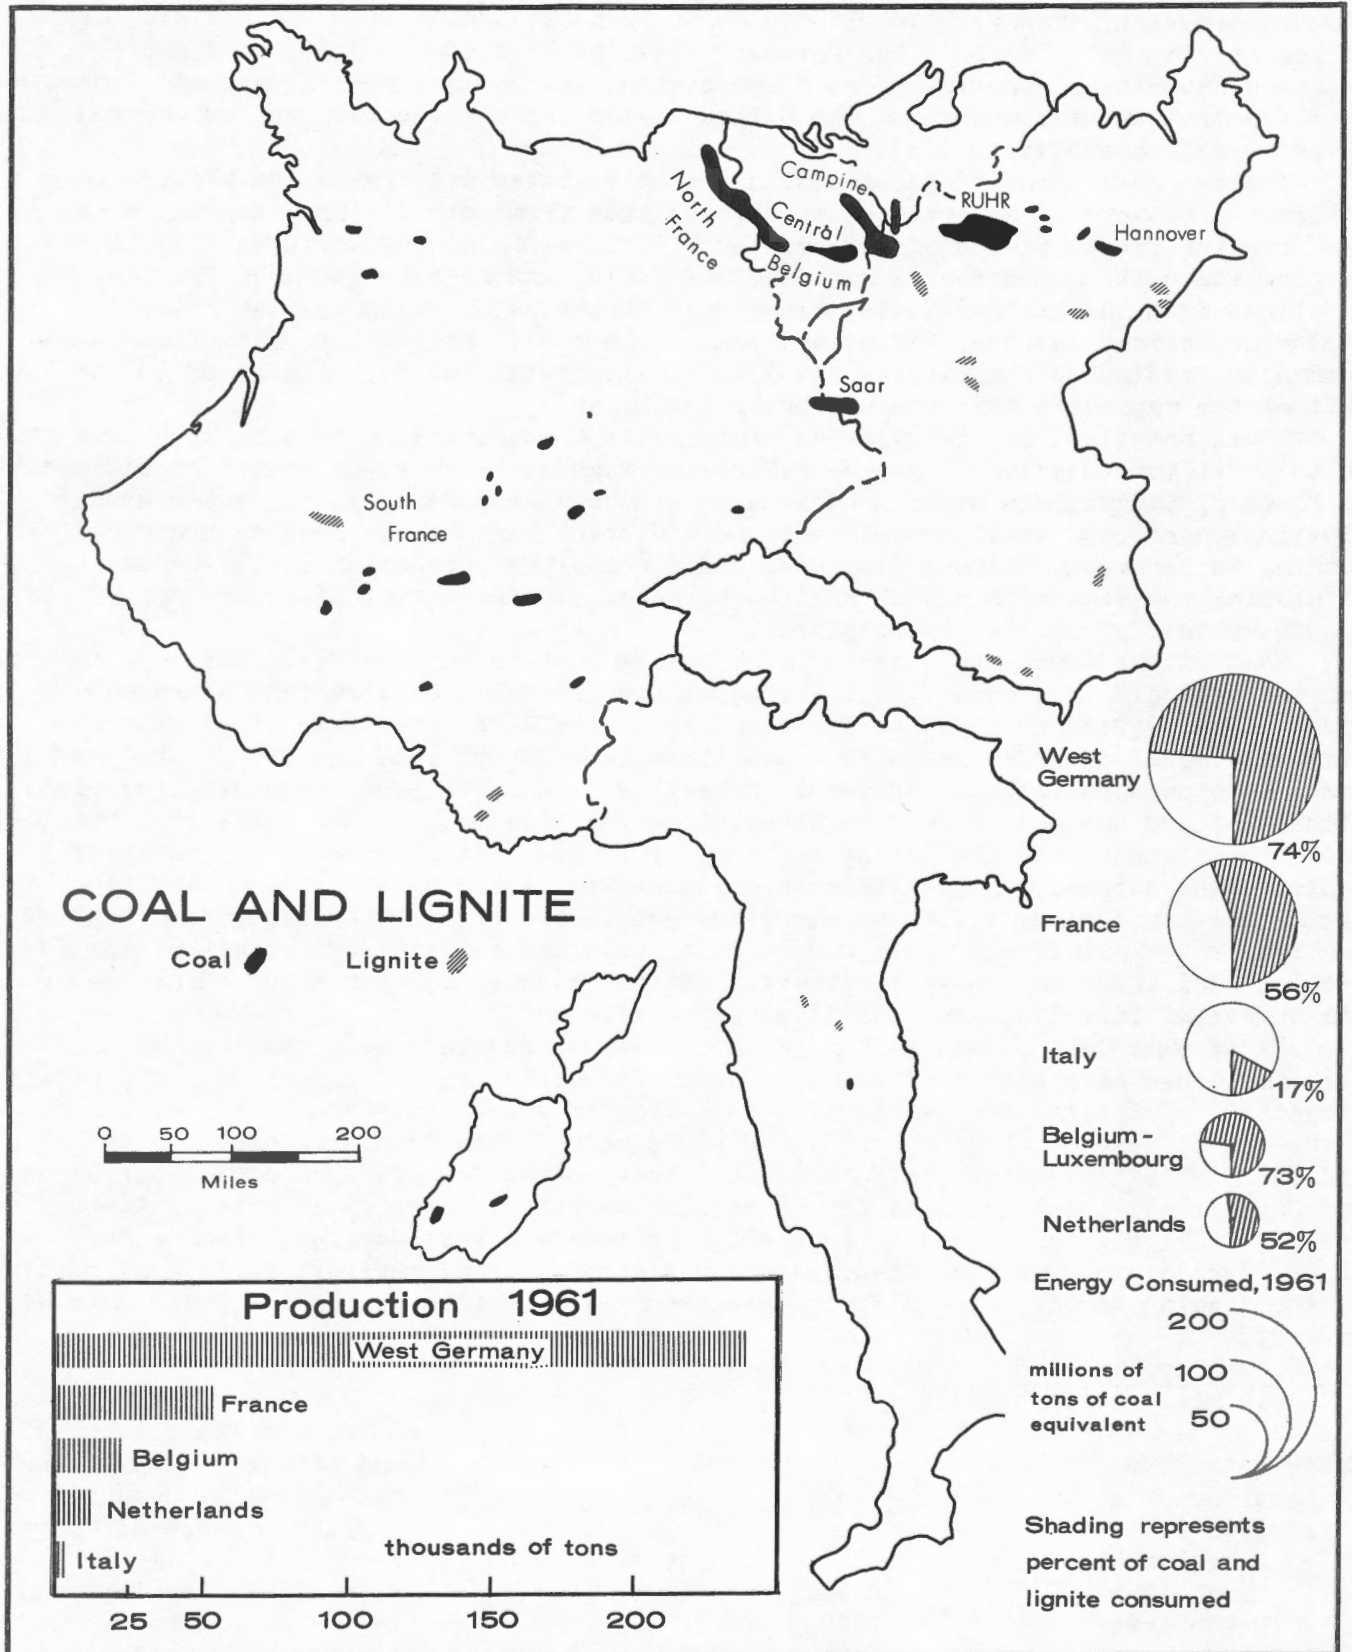 Campine
North
France
Central
Belgium
RUHR
Hannover
Saar
South
France
West
Germany
74%
France
56%
Italy
17%
Belgium-
Luxembourg
73%
Netherlands
52%
Energy Consumed, 1961
200
millions of
100
tons of coal
50
equivalent
Shading represents
percent of coal and
lignite consumed
COAL AND LIGNITE
Coal
Lignite
0 50 100 200
Miles
Production 1961
West Germany
France
Belgium
Netherlands
Italy
thousands of tons
25 50 100 150 200